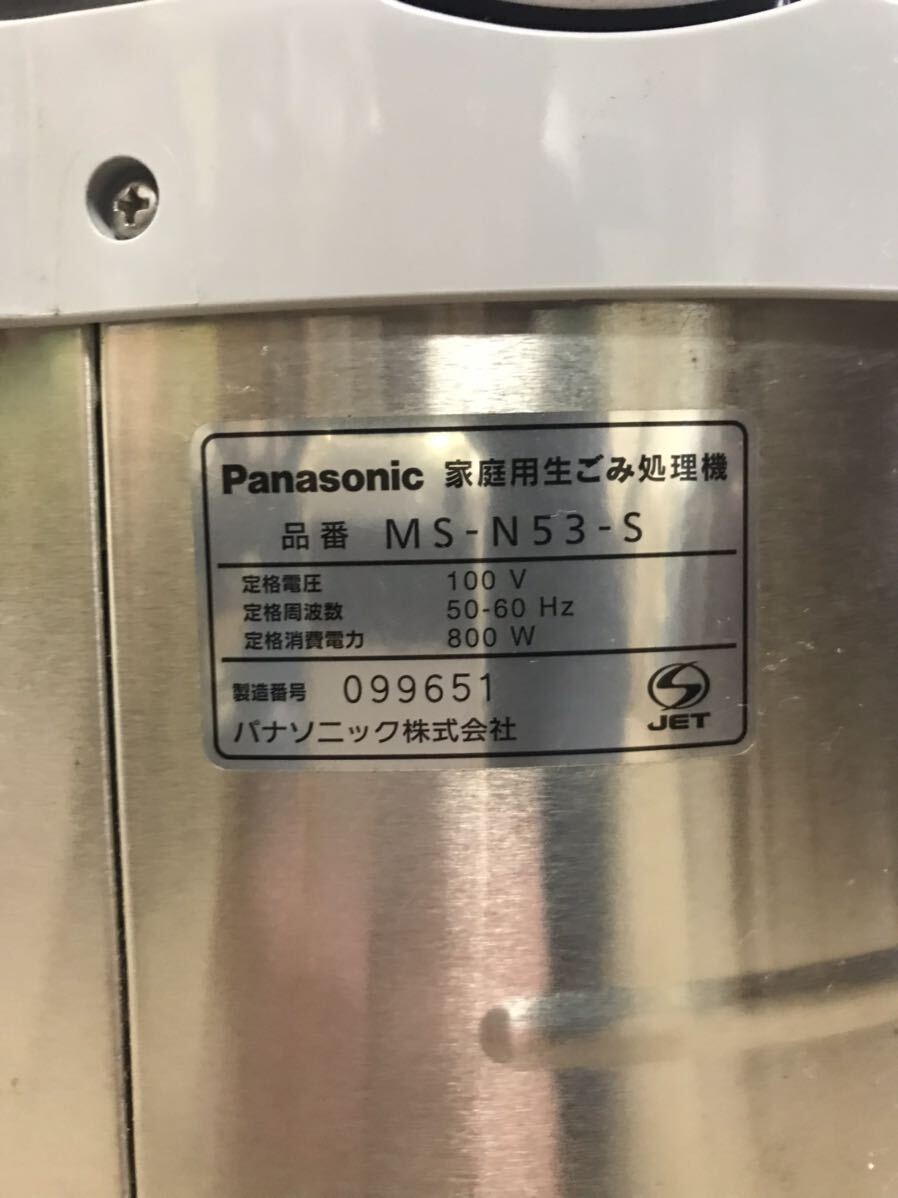 Panasonic 家庭用生ごみ処理機
品番 MS-N53-S
定格電圧 100 V
定格周波数 50-60 Hz
定格消費電力 800 W
製造番号 099651
パナソニック株式会社
S JET